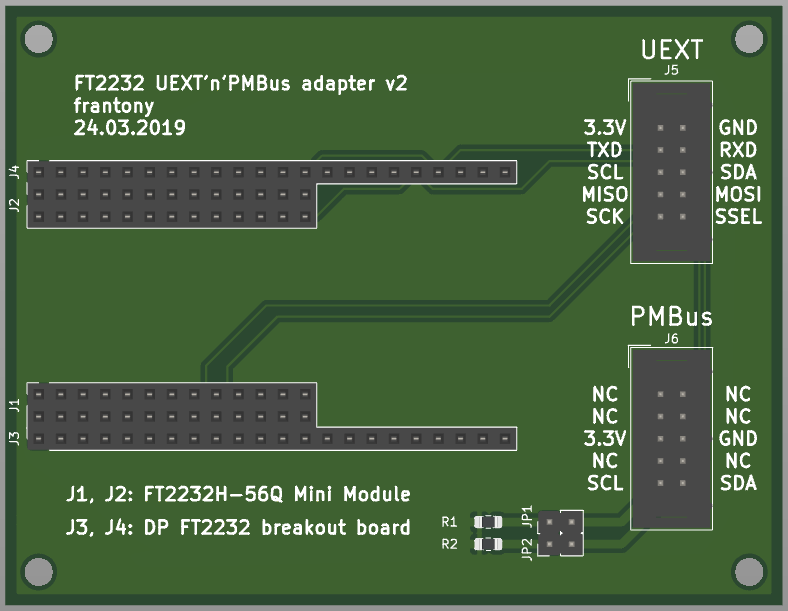 UEXT
J5
FT2232 UEXT'n'PMBus adapter v2
frantony
24.03.2019
3.3V GND
TXD RXD
SCL SDA
MISO MOSI
SCK SSEL
J4
J2
PMBus
J6
J1
J3
NC NC
NC NC
3.3V GND
NC NC
SCL SDA
J1, J2: FT2232H-56Q Mini Module
J3, J4: DP FT2232 breakout board
R1
R2
JP1
JP2